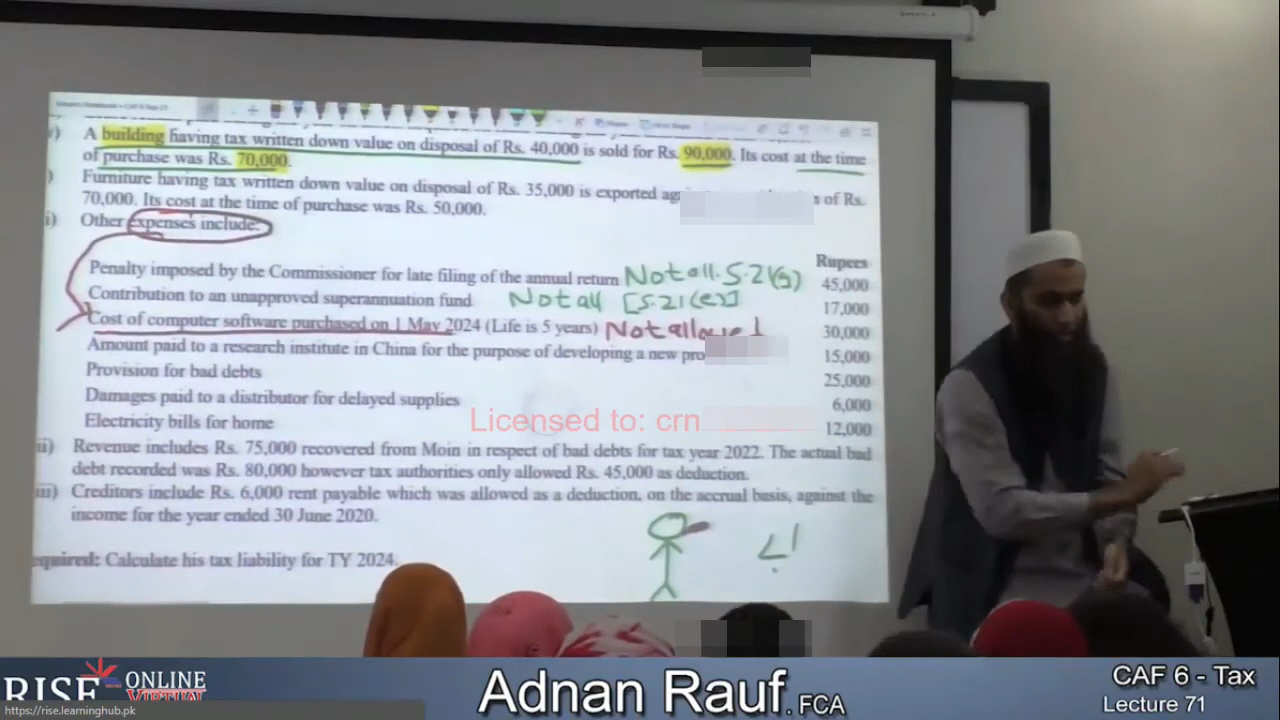 A building having tax written down value on disposal of Rs. 40,000 is sold for Rs. 90,000. Its cost at the time
of purchase was Rs. 70,000.
Furniture having tax written down value on disposal of Rs. 35,000 is exported of Rs.
70,000. Its cost at the time of purchase was Rs. 50,000.
i) Other expenses include:
Rupees
Penalty imposed by the Commissioner for late filing of the annual return Not all. S.21(g) 45,000
Contribution to an unapproved superannuation fund Not all [S.21(e)] 17,000
Cost of computer software purchased on 1 May 2024 (Life is 5 years) Not allowed 30,000
Amount paid to a research institute in China for the purpose of developing a new 15,000
Provision for bad debts 25,000
Damages paid to a distributor for delayed supplies 6,000
Electricity bills for home 12,000
Licensed to: crn
ii) Revenue includes Rs. 75,000 recovered from Moin in respect of bad debts for tax year 2022. The actual bad
debt recorded was Rs. 80,000 however tax authorities only allowed Rs. 45,000 as deduction.
iii) Creditors include Rs. 6,000 rent payable which was allowed as a deduction, on the accrual basis, against the
income for the year ended 30 June 2020.
equired: Calculate his tax liability for TY 2024.
RISE ONLINE
VIRTUAL
https://rise.learninghub.pk
Adnan Rauf. FCA
CAF 6 - Tax
Lecture 71